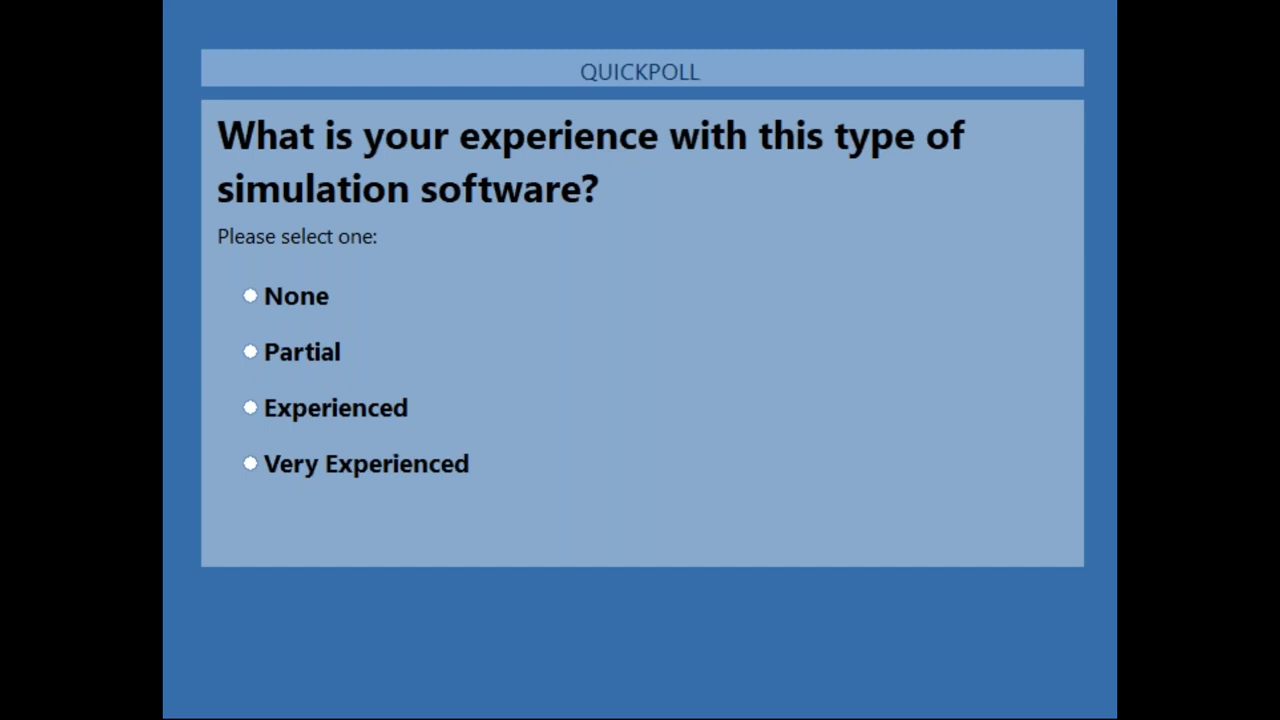 QUICKPOLL
What is your experience with this type of
simulation software?
Please select one:
None
Partial
Experienced
Very Experienced